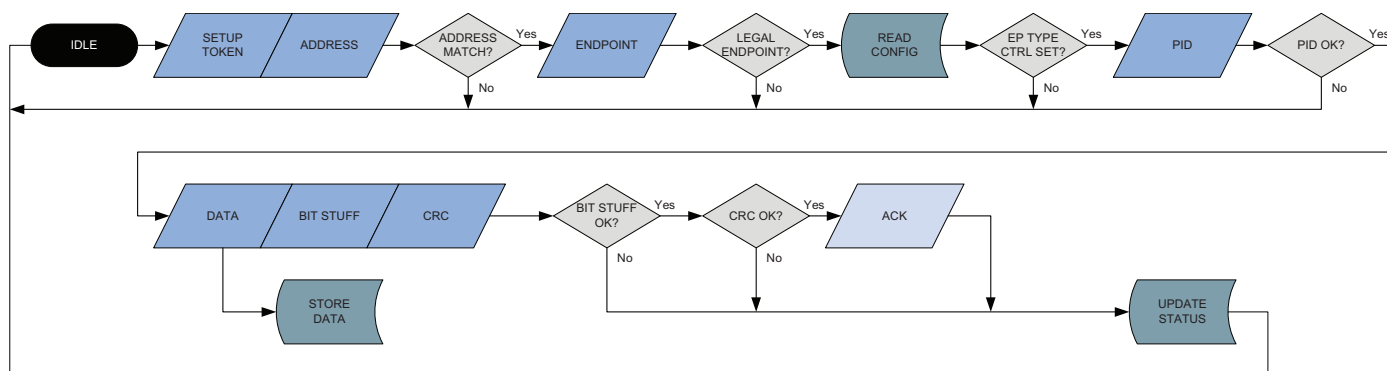 IDLE
SETUP
TOKEN
ADDRESS
ADDRESS
MATCH?
Yes
No
ENDPOINT
LEGAL
ENDPOINT?
Yes
No
READ
CONFIG
EP TYPE
CTRL SET?
Yes
No
PID
PID OK?
Yes
No
DATA
BIT STUFF
CRC
BIT STUFF
OK?
Yes
No
CRC OK?
Yes
No
ACK
STORE
DATA
UPDATE
STATUS